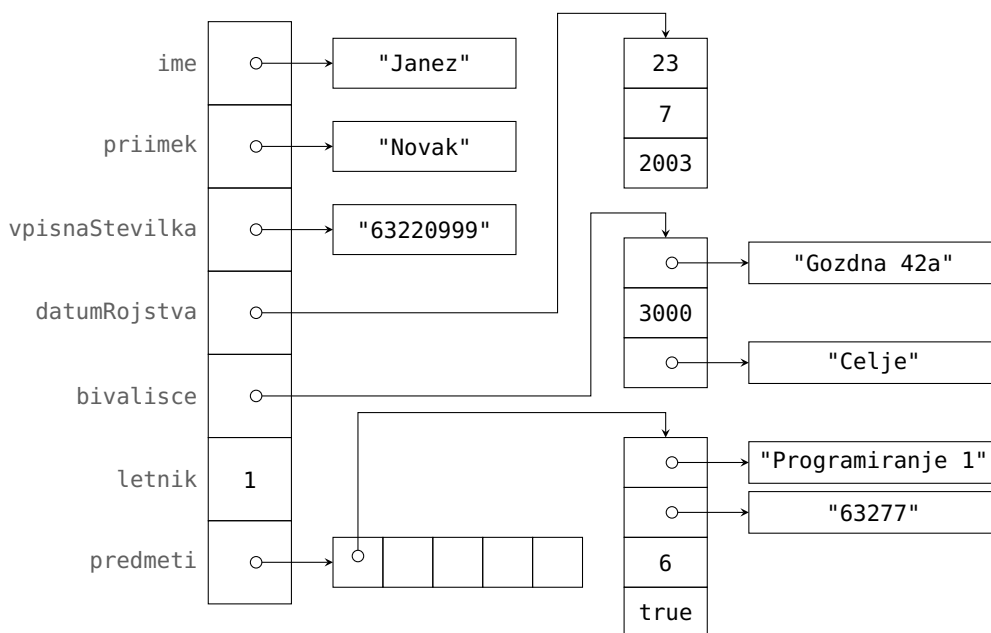 ime
"Janez"
priimek
"Novak"
vpisnaStevilka
"63220999"
datumRojstva
bivalisce
letnik
1
predmeti
23
7
2003
"Gozdna 42a"
3000
"Celje"
"Programiranje 1"
"63277"
6
true